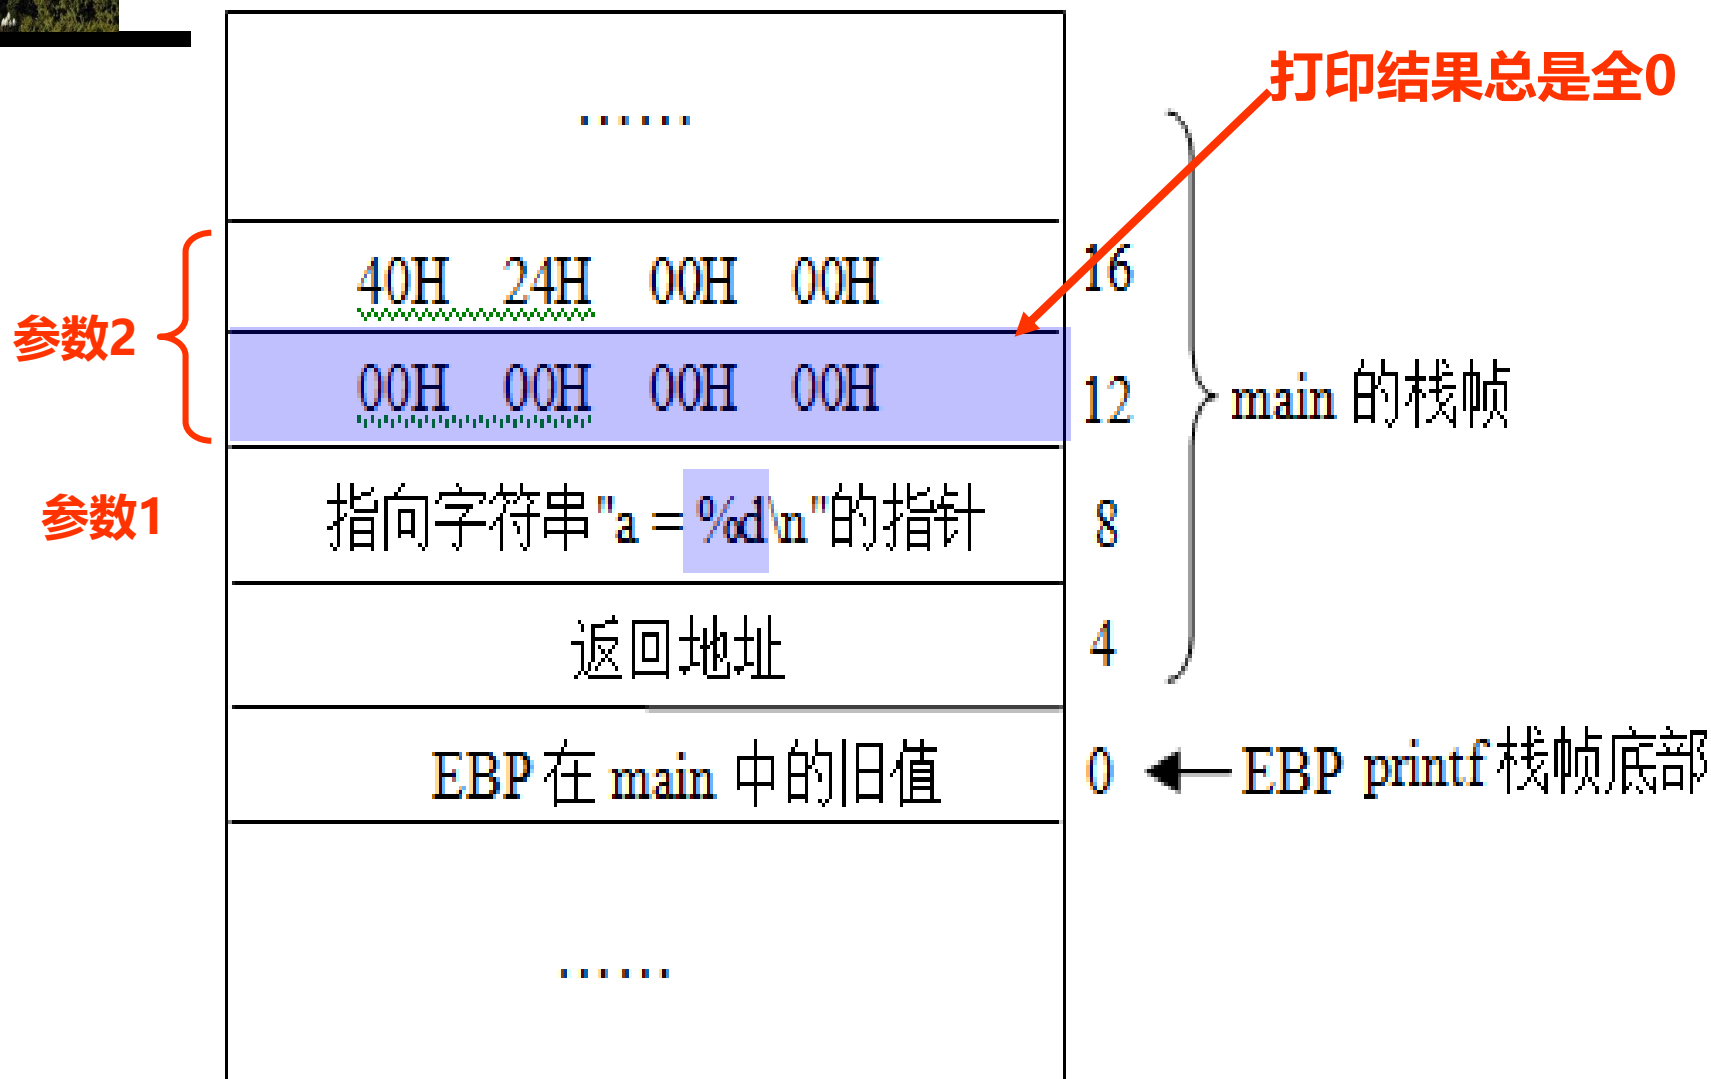 打印结果总是全0
……
40H 24H 00H 00H
16
参数2
00H 00H 00H 00H
12
main 的栈帧
参数1
指向字符串"a = %d\n"的指针
8
返回地址
4
EBP 在 main 中的旧值
0
EBP printf 栈帧底部
……